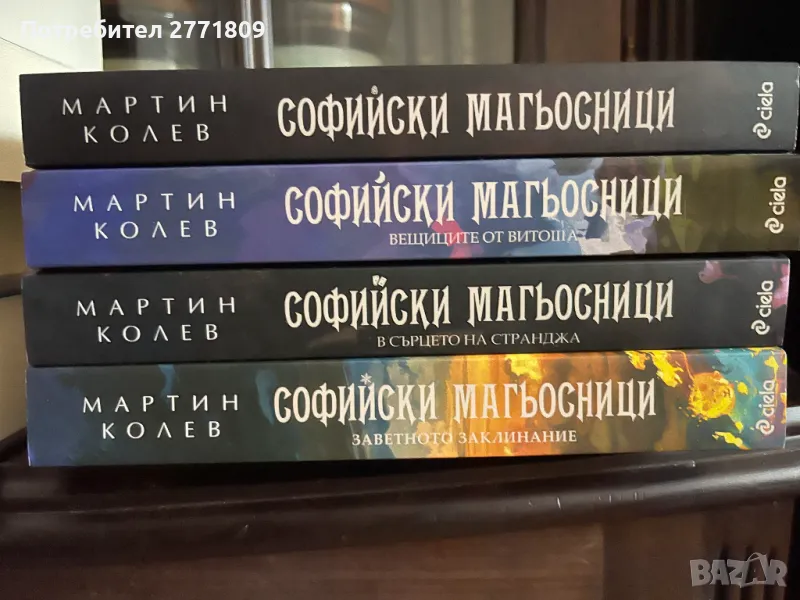 Потребител 2771809
МАРТИН
КОЛЕВ
СОФИЙСКИ МАГЬОСНИЦИ
ciela
МАРТИН
КОЛЕВ
СОФИЙСКИ МАГЬОСНИЦИ
ВЕЩИЦИТЕ ОТ ВИТОША
ciela
МАРТИН
КОЛЕВ
СОФИЙСКИ МАГЬОСНИЦИ
В СЪРЦЕТО НА СТРАНДЖА
ciela
МАРТИН
КОЛЕВ
СОФИЙСКИ МАГЬОСНИЦИ
ЗАВЕТНОТО ЗАКЛИНАНИЕ
ciela
BAZAR